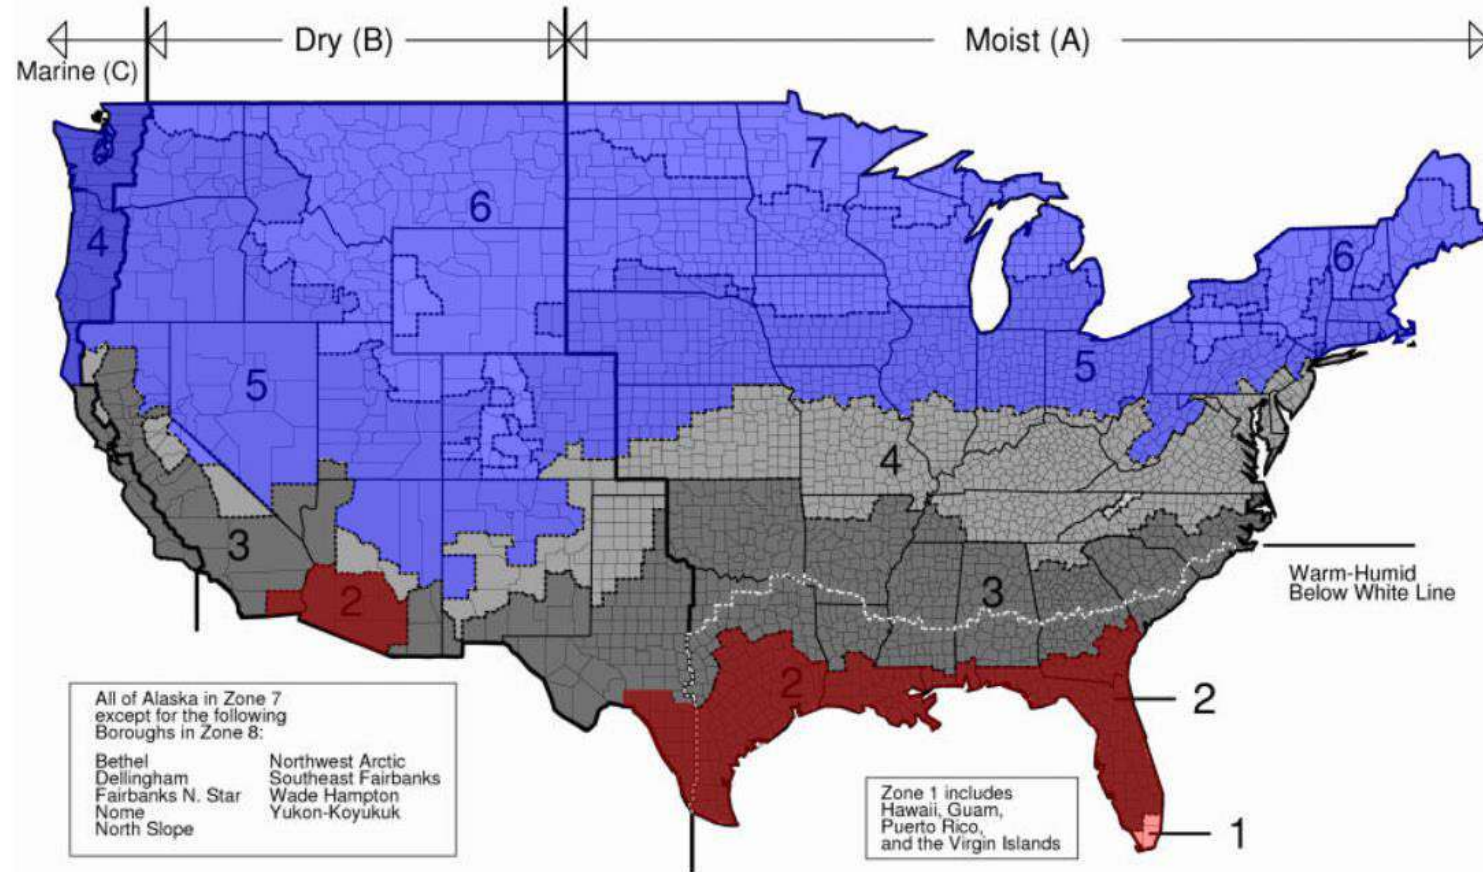 Marine (C)
Dry (B)
Moist (A)
7
6
4
6
5
5
4
3
3
2
2
Warm-Humid
Below White Line
2
1
All of Alaska in Zone 7
except for the following
Boroughs in Zone 8:
Bethel
Dellingham
Fairbanks N. Star
Nome
North Slope
Northwest Arctic
Southeast Fairbanks
Wade Hampton
Yukon-Koyukuk
Zone 1 includes
Hawaii, Guam,
Puerto Rico,
and the Virgin Islands